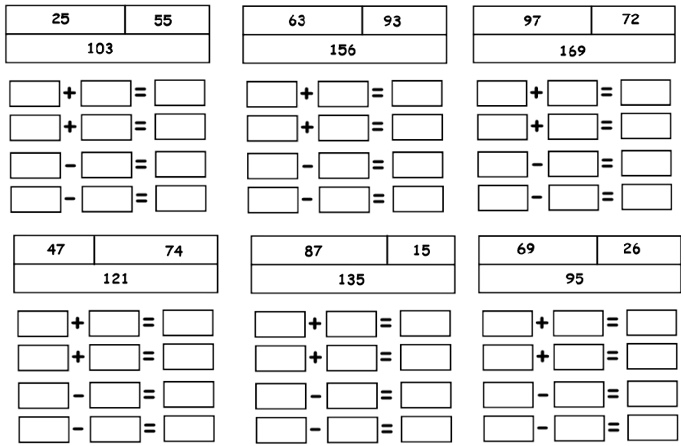 25 55 63 93 97 72
103 156 169
+ = + = + =
+ = + = + =
- = - = - =
- = - = - =
47 74 87 15 69 26
121 135 95
+ = + = + =
+ = + = + =
- = - = - =
- = - = - =